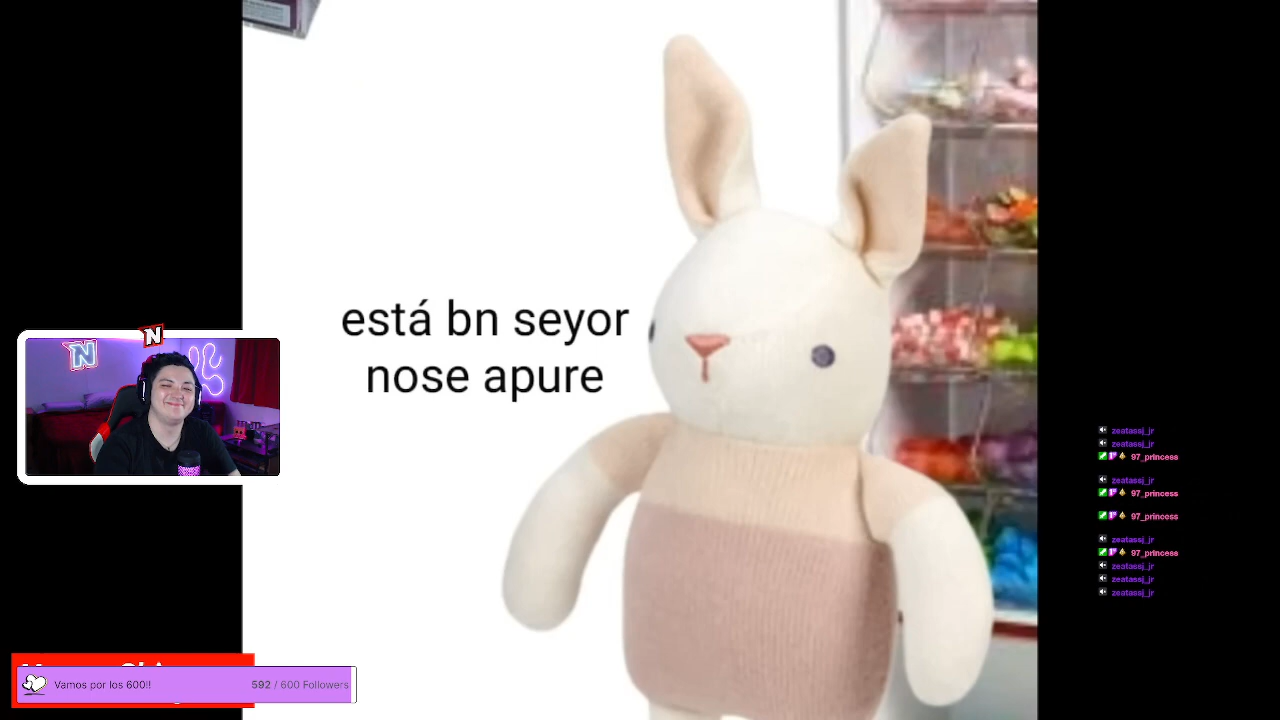 está bn seyor
nose apure
N
N
zeatassj_jr
zeatassj_jr
97_princess
zeatassj_jr
97_princess
97_princess
zeatassj_jr
97_princess
zeatassj_jr
zeatassj_jr
zeatassj_jr
Vamos por los 600!! 592 / 600 Followers